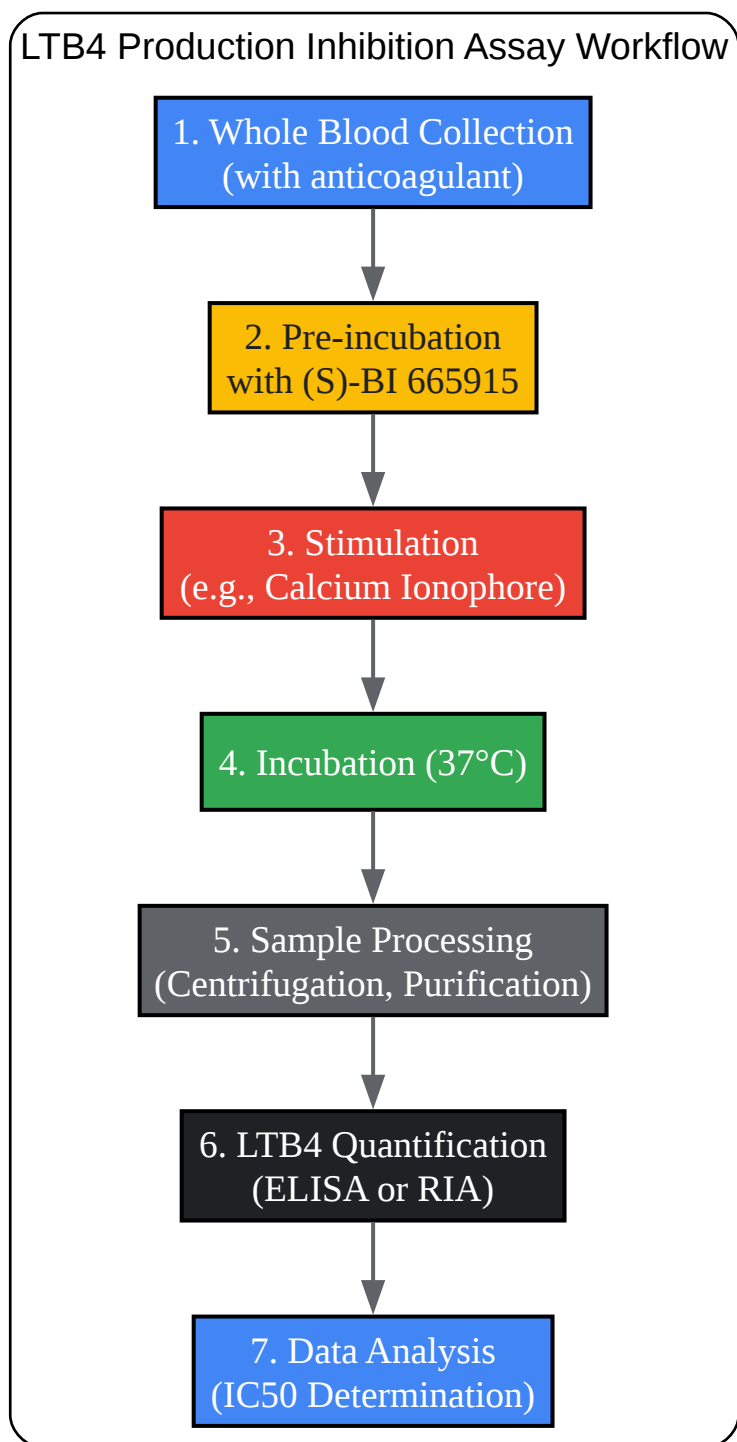 LTB4 Production Inhibition Assay Workflow
1. Whole Blood Collection
(with anticoagulant)
2. Pre-incubation
with (S)-BI 665915
3. Stimulation
(e.g., Calcium Ionophore)
4. Incubation (37°C)
5. Sample Processing
(Centrifugation, Purification)
6. LTB4 Quantification
(ELISA or RIA)
7. Data Analysis
(IC50 Determination)